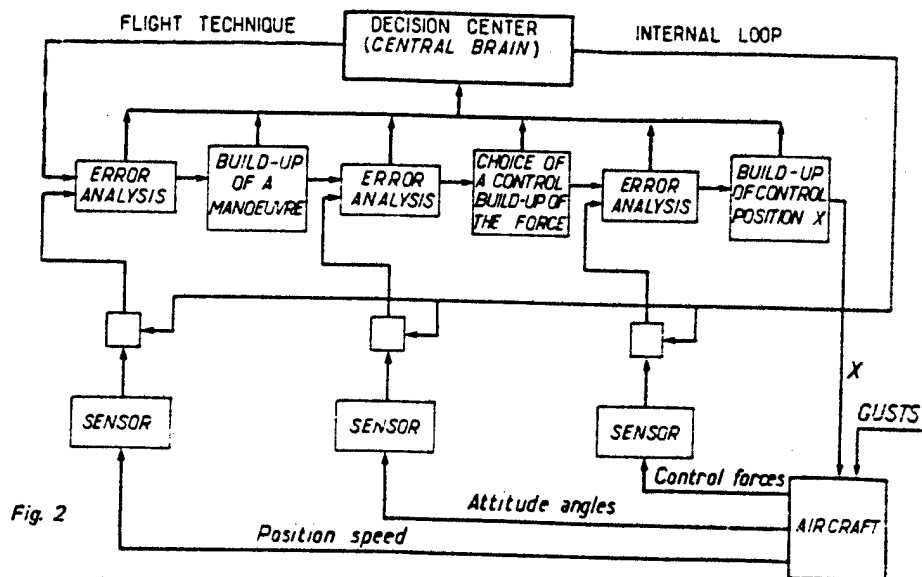 FLIGHT TECHNIQUE
DECISION CENTER
(CENTRAL BRAIN)
INTERNAL LOOP
ERROR
ANALYSIS
BUILD-UP
OF A
MANOEUVRE
ERROR
ANALYSIS
CHOICE OF
A CONTROL
BUILD-UP OF
THE FORCE
ERROR
ANALYSIS
BUILD-UP
OF CONTROL
POSITION X
X
GUSTS
SENSOR
SENSOR
SENSOR
Control forces
Attitude angles
AIRCRAFT
Fig. 2
Position speed